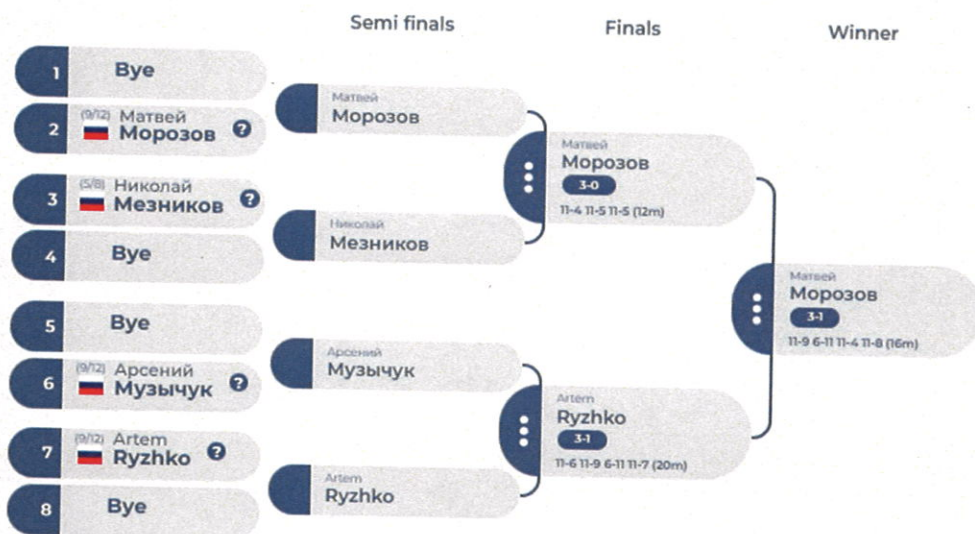 Semi finals
Finals
Winner
1 Bye
2 (9/12) Матвей
Морозов ?
3 (5/8) Николай
Мезников ?
4 Bye
5 Bye
6 (9/12) Арсений
Музычук ?
7 (9/12) Artem
Ryzhko ?
8 Bye
Матвей
Морозов
Николай
Мезников
Арсений
Музычук
Artem
Ryzhko
Матвей
Морозов
3-0
11-4 11-5 11-5 (12m)
Artem
Ryzhko
3-1
11-6 11-9 6-11 11-7 (20m)
Матвей
Морозов
3-1
11-9 6-11 11-4 11-8 (16m)